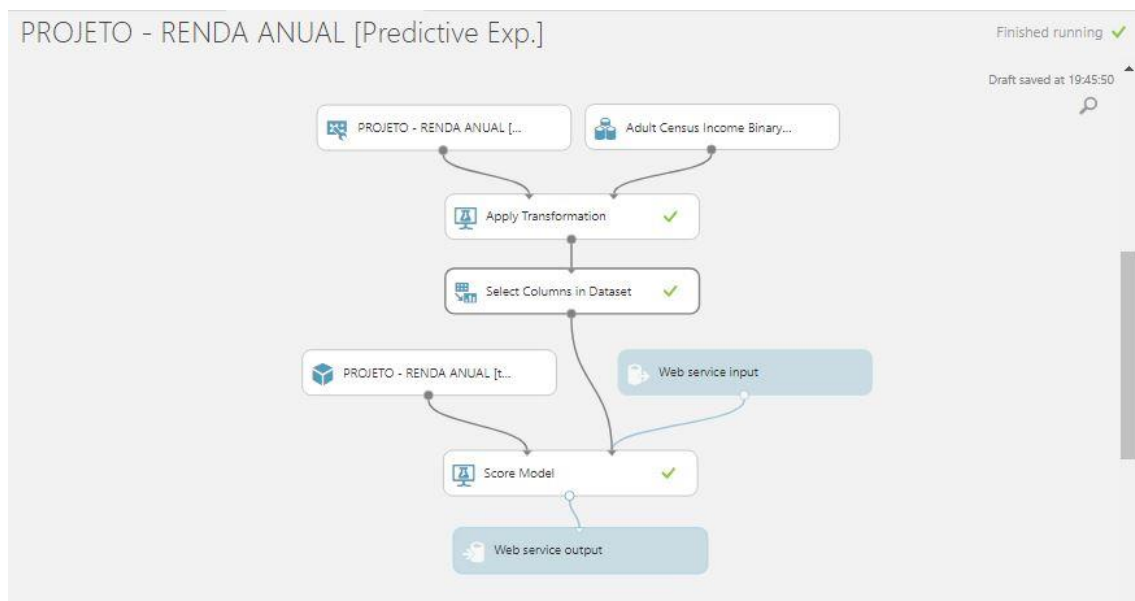 PROJETO - RENDA ANUAL [Predictive Exp.]
Finished running
Draft saved at 19:45:50
PROJETO - RENDA ANUAL [...
Adult Census Income Binary...
Apply Transformation
Select Columns in Dataset
PROJETO - RENDA ANUAL [t...
Web service input
Score Model
Web service output